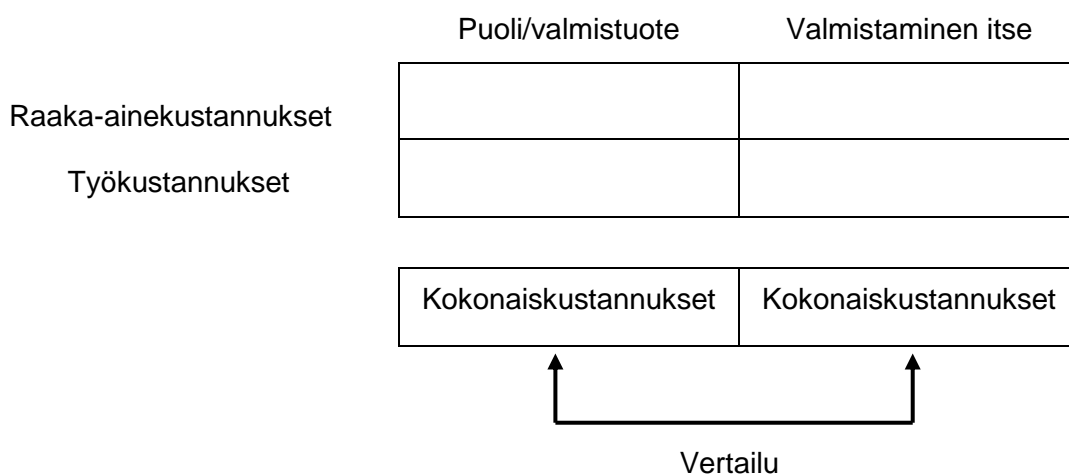 Puoli/valmistuote Valmistaminen itse
Raaka-ainekustannukset
Työkustannukset
Kokonaiskustannukset Kokonaiskustannukset
Vertailu